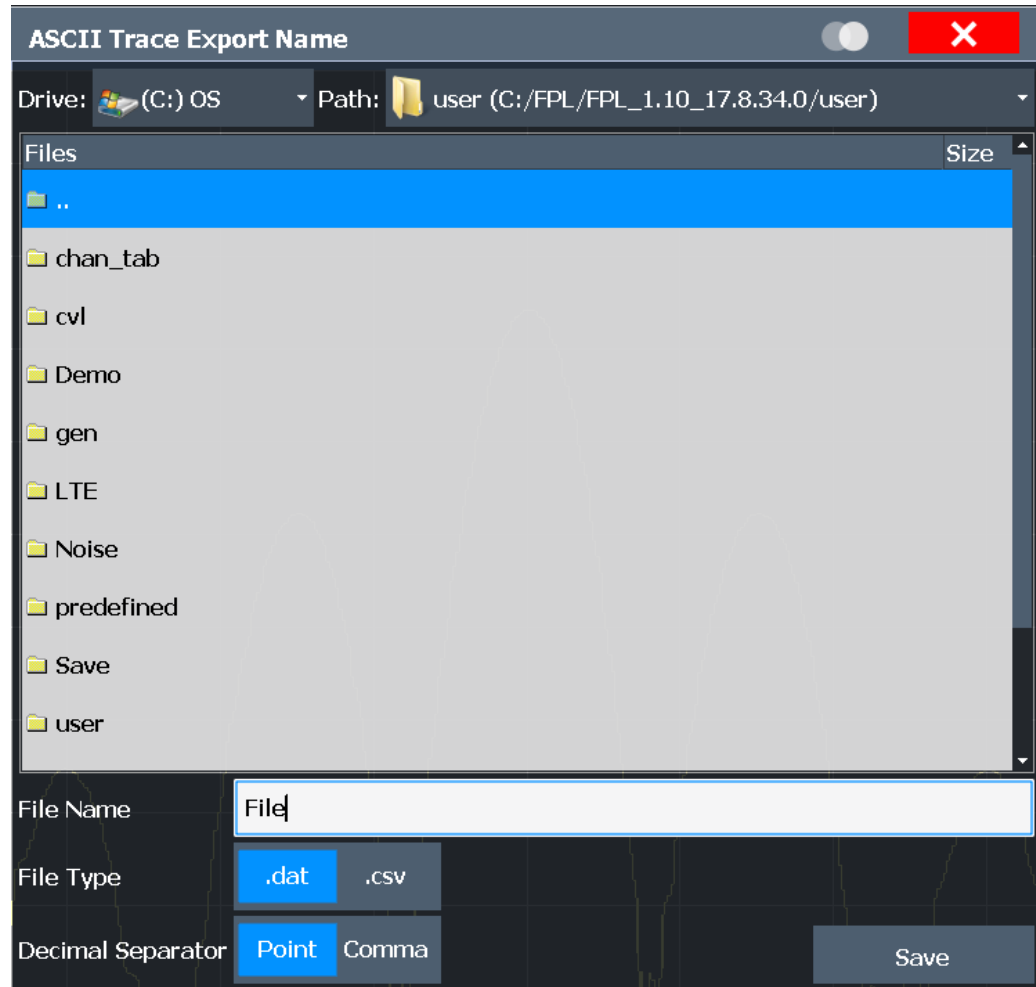 ASCII Trace Export Name
Drive: (C:) OS Path: user (C:/FPL/FPL_1.10_17.8.34.0/user)
Files Size
..
chan_tab
cvl
Demo
gen
LTE
Noise
predefined
Save
user
File Name File
File Type .dat .csv
Decimal Separator Point Comma Save